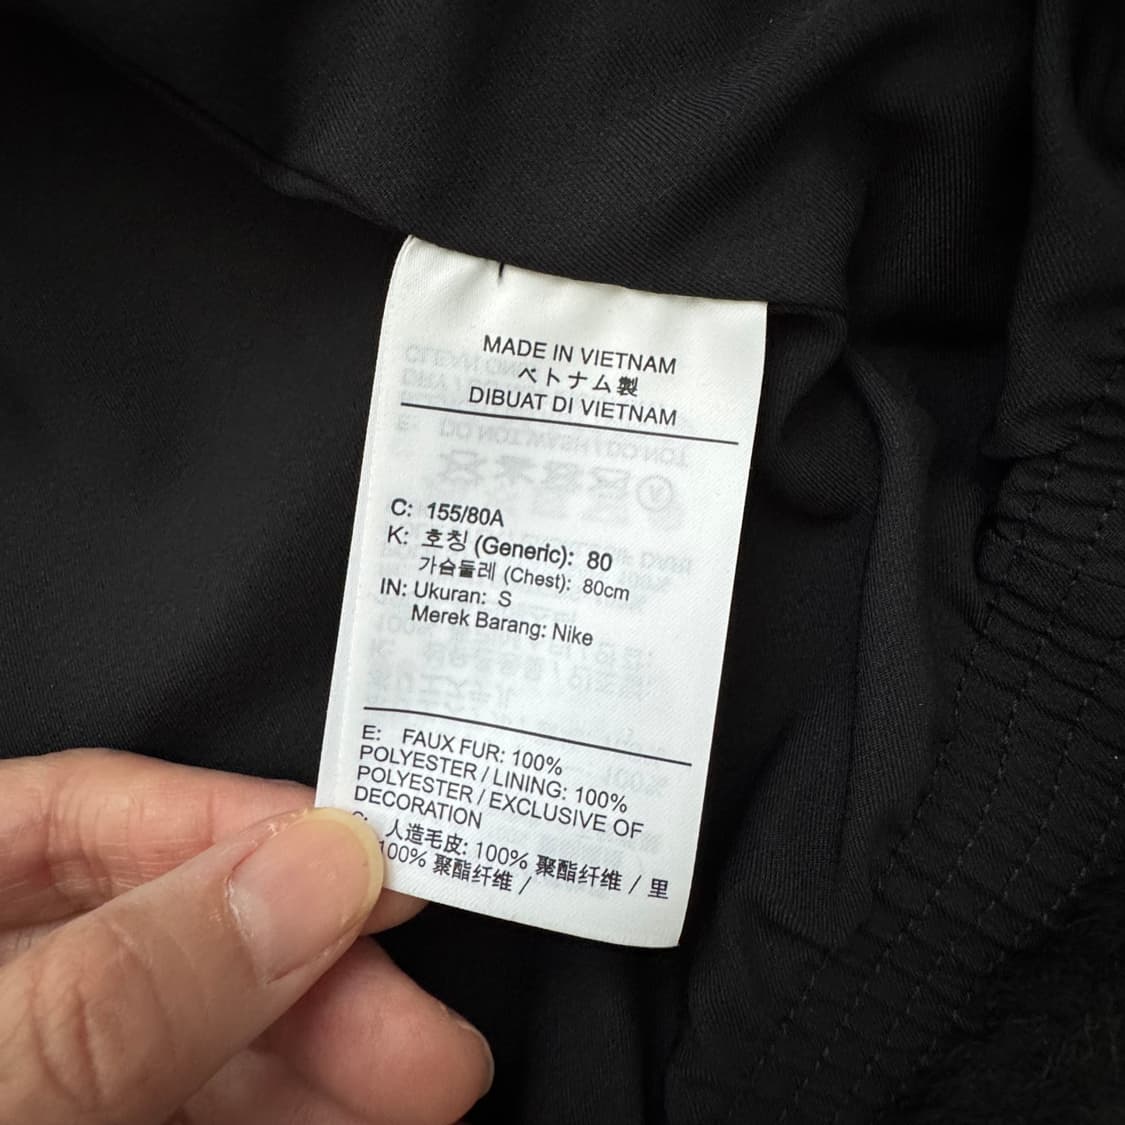 MADE IN VIETNAM
ベトナム製
DIBUAT DI VIETNAM
C: 155/80A
K: 호칭 (Generic): 80
가슴둘레 (Chest): 80cm
IN: Ukuran: S
Merek Barang: Nike
E: FAUX FUR: 100%
POLYESTER / LINING: 100%
POLYESTER / EXCLUSIVE OF
DECORATION
人造毛皮: 100% 聚酯纤维 / 里
100% 聚酯纤维 /